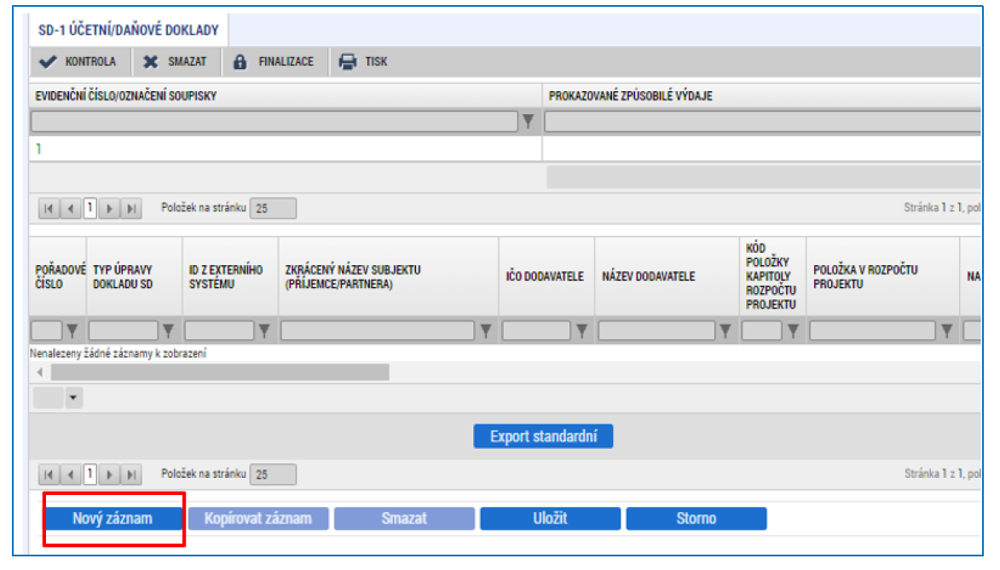 SD-1 ÚČETNÍ/DAŇOVÉ DOKLADY
KONTROLA SMAZAT FINALIZACE TISK
EVIDENČNÍ ČÍSLO/OZNAČENÍ SOUPISKY PROKAZOVANÉ ZPŮSOBILÉ VÝDAJE
1
1 Položek na stránku 25 Stránka 1 z 1, pol
POŘADOVÉ ČÍSLO
TYP ÚPRAVY DOKLADU SD
ID Z EXTERNÍHO SYSTÉMU
ZKRÁCENÝ NÁZEV SUBJEKTU (PŘÍJEMCE/PARTNERA)
IČO DODAVATELE
NÁZEV DODAVATELE
KÓD POLOŽKY KAPITOLY ROZPOČTU PROJEKTU
POLOŽKA V ROZPOČTU PROJEKTU
NA
Nenalezeny žádné záznamy k zobrazení
Export standardní
1 Položek na stránku 25 Stránka 1 z 1, pol
Nový záznam Kopírovat záznam Smazat Uložit Storno